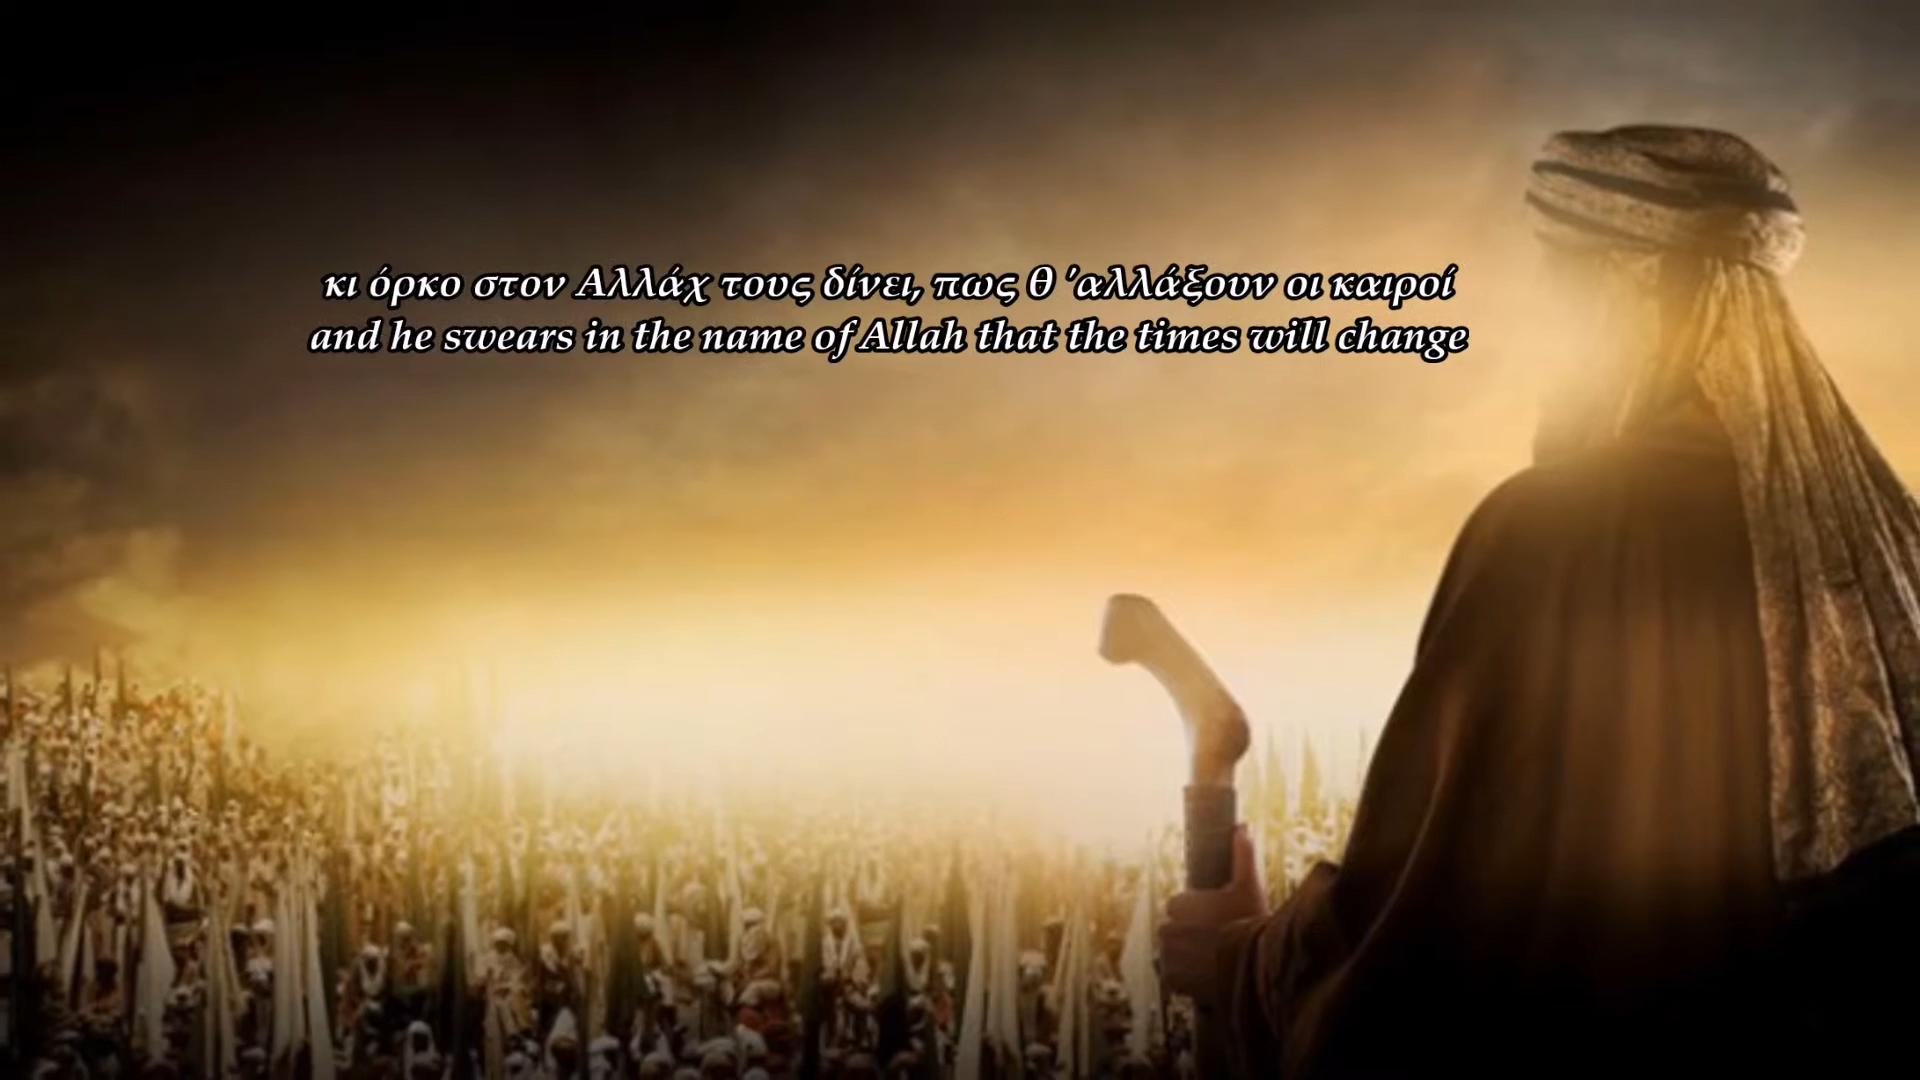 κι όρκο στον Αλλάχ τους δίνει, πως θ 'αλλάξουν οι καιροί
and he swears in the name of Allah that the times will change